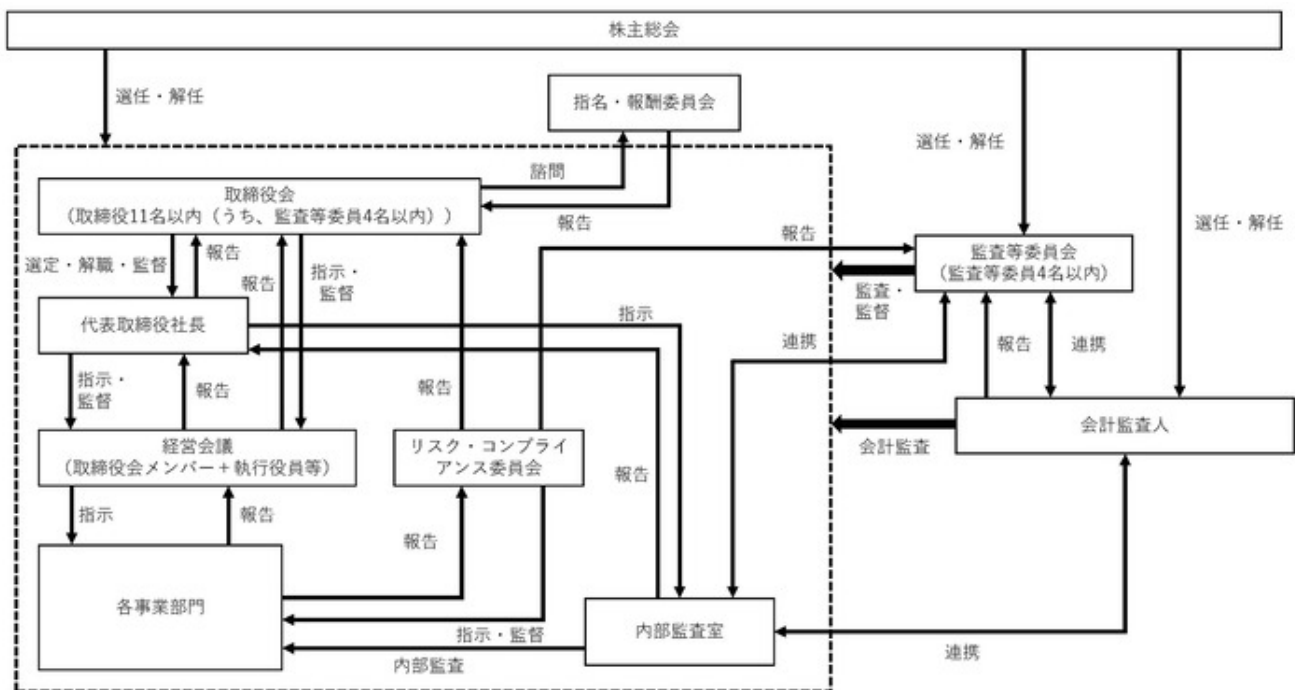 株主総会
選任・解任
指名・報酬委員会
選任・解任
選任・解任
諮問
報告
取締役会
（取締役11名以内（うち、監査等委員4名以内））
報告
監査等委員会
（監査等委員4名以内）
選定・解職・監督
報告
報告
指示・
監督
監査・
監督
代表取締役社長
指示
連携
報告
連携
指示・
監督
報告
報告
経営会議
（取締役会メンバー＋執行役員等）
リスク・コンプライ
アンス委員会
会計監査人
会計監査
報告
指示
報告
報告
各事業部門
内部監査室
指示・監督
内部監査
連携